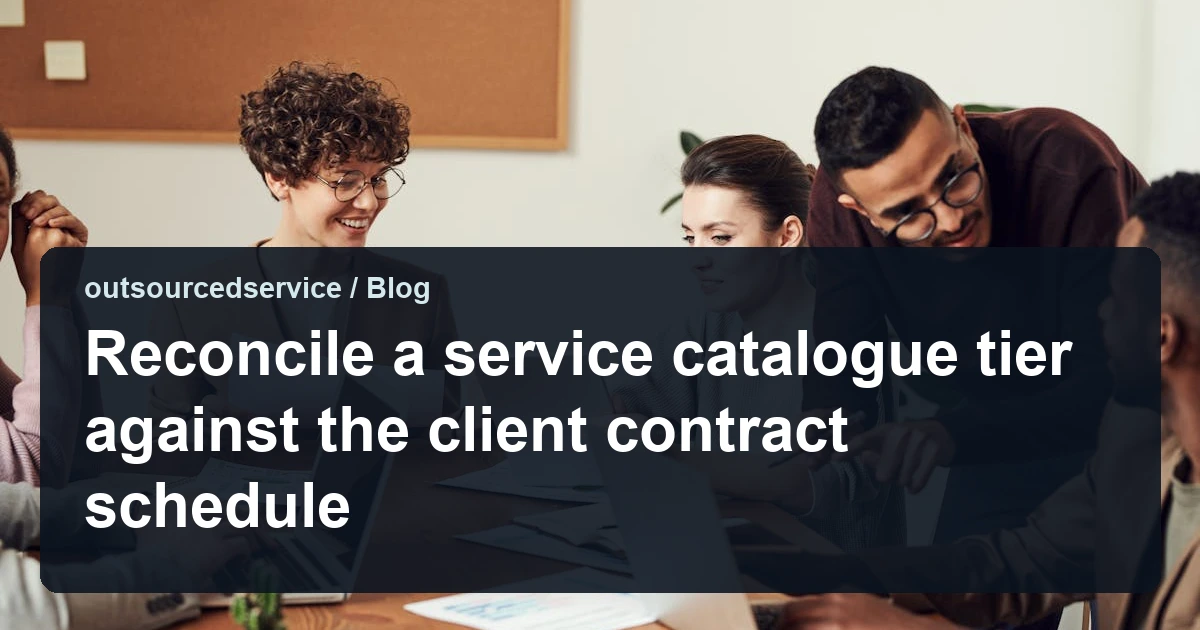 outsourcedservice / Blog
Reconcile a service catalogue tier
against the client contract
schedule